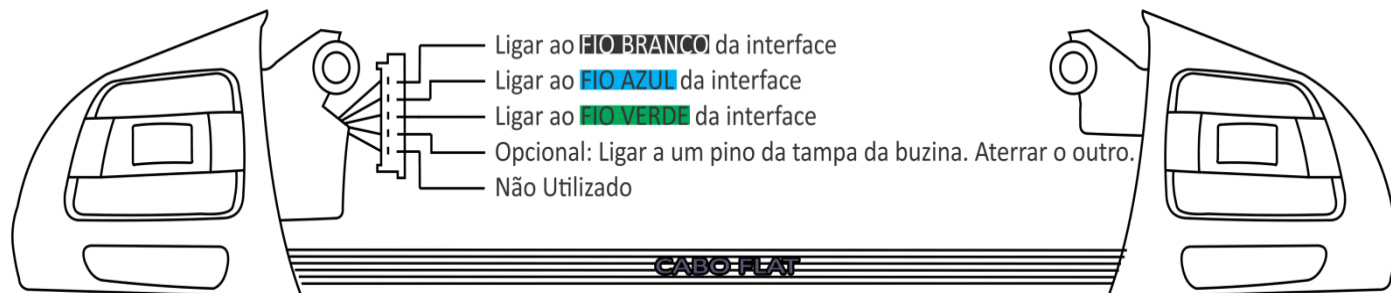 Ligar ao FIO BRANCO da interface
Ligar ao FIO AZUL da interface
Ligar ao FIO VERDE da interface
Opcional: Ligar a um pino da tampa da buzina. Aterrar o outro.
Não Utilizado
CABO FLAT